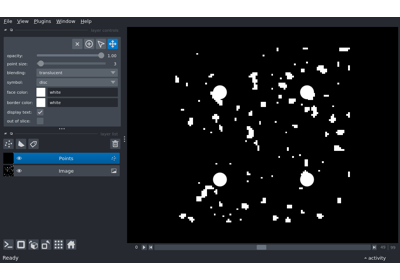 File View Plugins Window Help
opacity: 1.00
point size:
blending: translucent
symbol: disc
face color: white
border color: white
display text:
out of slice:
Points
Image
0
Ready
activity